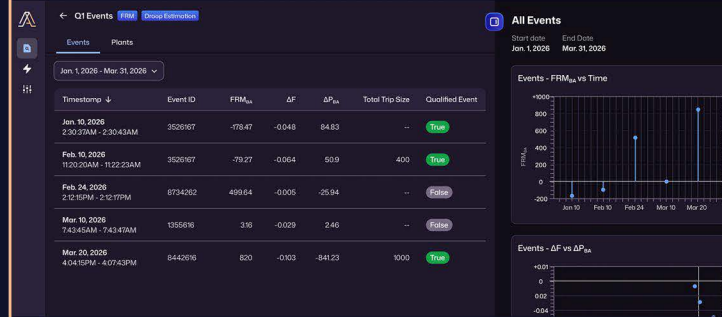 Q1 Events FRM Droop Estimation
Events Plants
Jan. 1, 2026 - Mar. 31, 2026
Timestamp Event ID FRM_BA ΔF ΔP_BA Total Trip Size Qualified Event
Jan. 10, 2026
2:30:37AM - 2:30:43AM 3526167 -178.47 -0.048 84.83 -- True
Feb. 10, 2026
11:20:20AM - 11:22:23AM 3526167 -79.27 -0.064 50.9 400 True
Feb. 24, 2026
2:12:15PM - 2:12:17PM 8734262 499.64 -0.005 -25.94 -- False
Mar. 10, 2026
7:43:45AM - 7:43:47AM 1355616 3.16 -0.029 2.46 -- False
Mar. 20, 2026
4:04:15PM - 4:07:43PM 8442616 820 -0.103 -841.23 1000 True
All Events
Start date End Date
Jan. 1, 2026 Mar. 31, 2026
Events - FRM_BA vs Time
+1000
800
600
400
200
0
-200
FRM_BA
Jan 10 Feb 10 Feb 24 Mar 10 Mar 20
Events - ΔF vs ΔP_BA
+0.01
0
0.02
-0.04